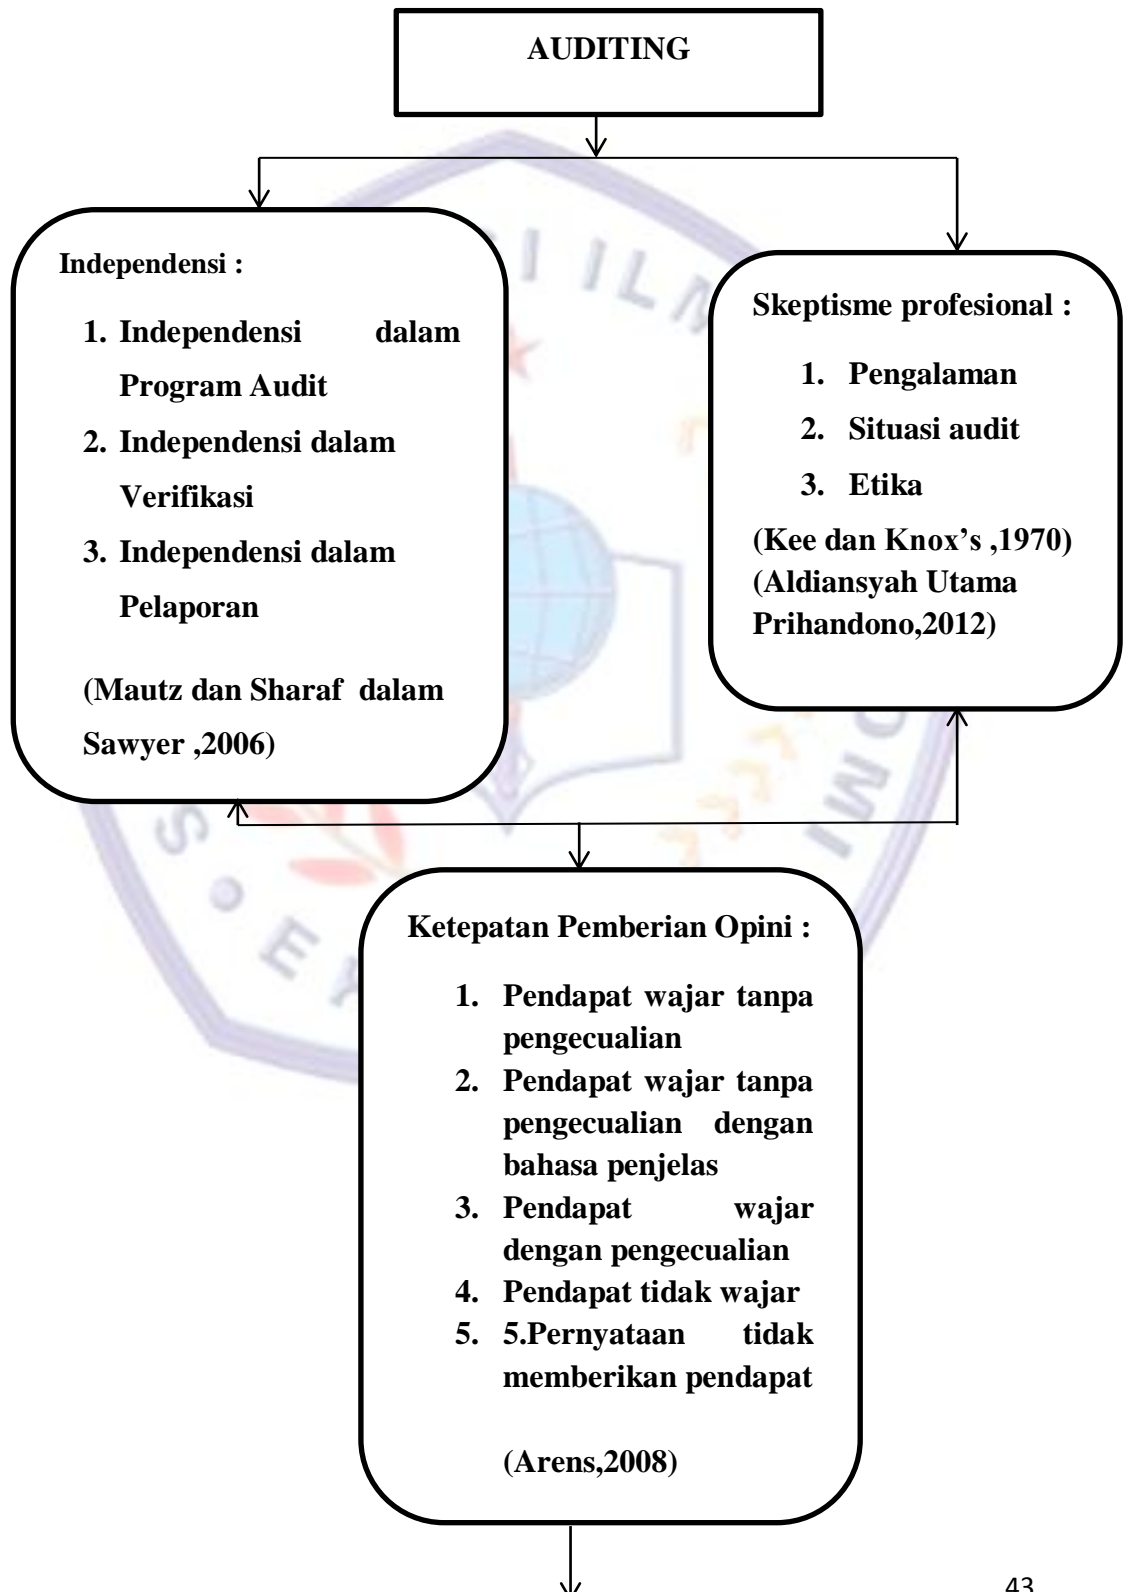 AUDITING
Independensi :
1. Independensi dalam
Program Audit
2. Independensi dalam
Verifikasi
3. Independensi dalam
Pelaporan
(Mautz dan Sharaf dalam
Sawyer ,2006)
Skeptisme profesional :
1. Pengalaman
2. Situasi audit
3. Etika
(Kee dan Knox’s ,1970)
(Aldiansyah Utama
Prihandono,2012)
Ketepatan Pemberian Opini :
1. Pendapat wajar tanpa
pengecualian
2. Pendapat wajar tanpa
pengecualian dengan
bahasa penjelas
3. Pendapat wajar
dengan pengecualian
4. Pendapat tidak wajar
5. 5.Pernyataan tidak
memberikan pendapat
(Arens,2008)
43